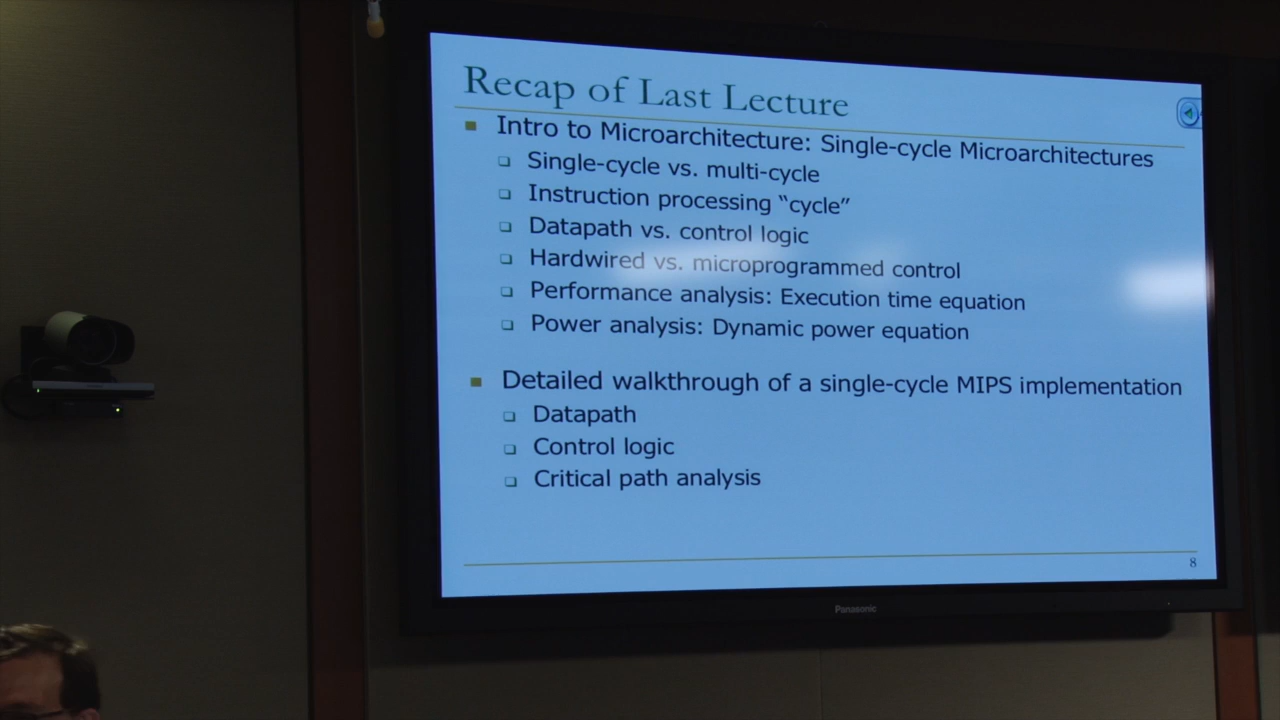 Recap of Last Lecture
Intro to Microarchitecture: Single-cycle Microarchitectures
Single-cycle vs. multi-cycle
Instruction processing “cycle”
Datapath vs. control logic
Hardwired vs. microprogrammed control
Performance analysis: Execution time equation
Power analysis: Dynamic power equation
Detailed walkthrough of a single-cycle MIPS implementation
Datapath
Control logic
Critical path analysis
8
Panasonic